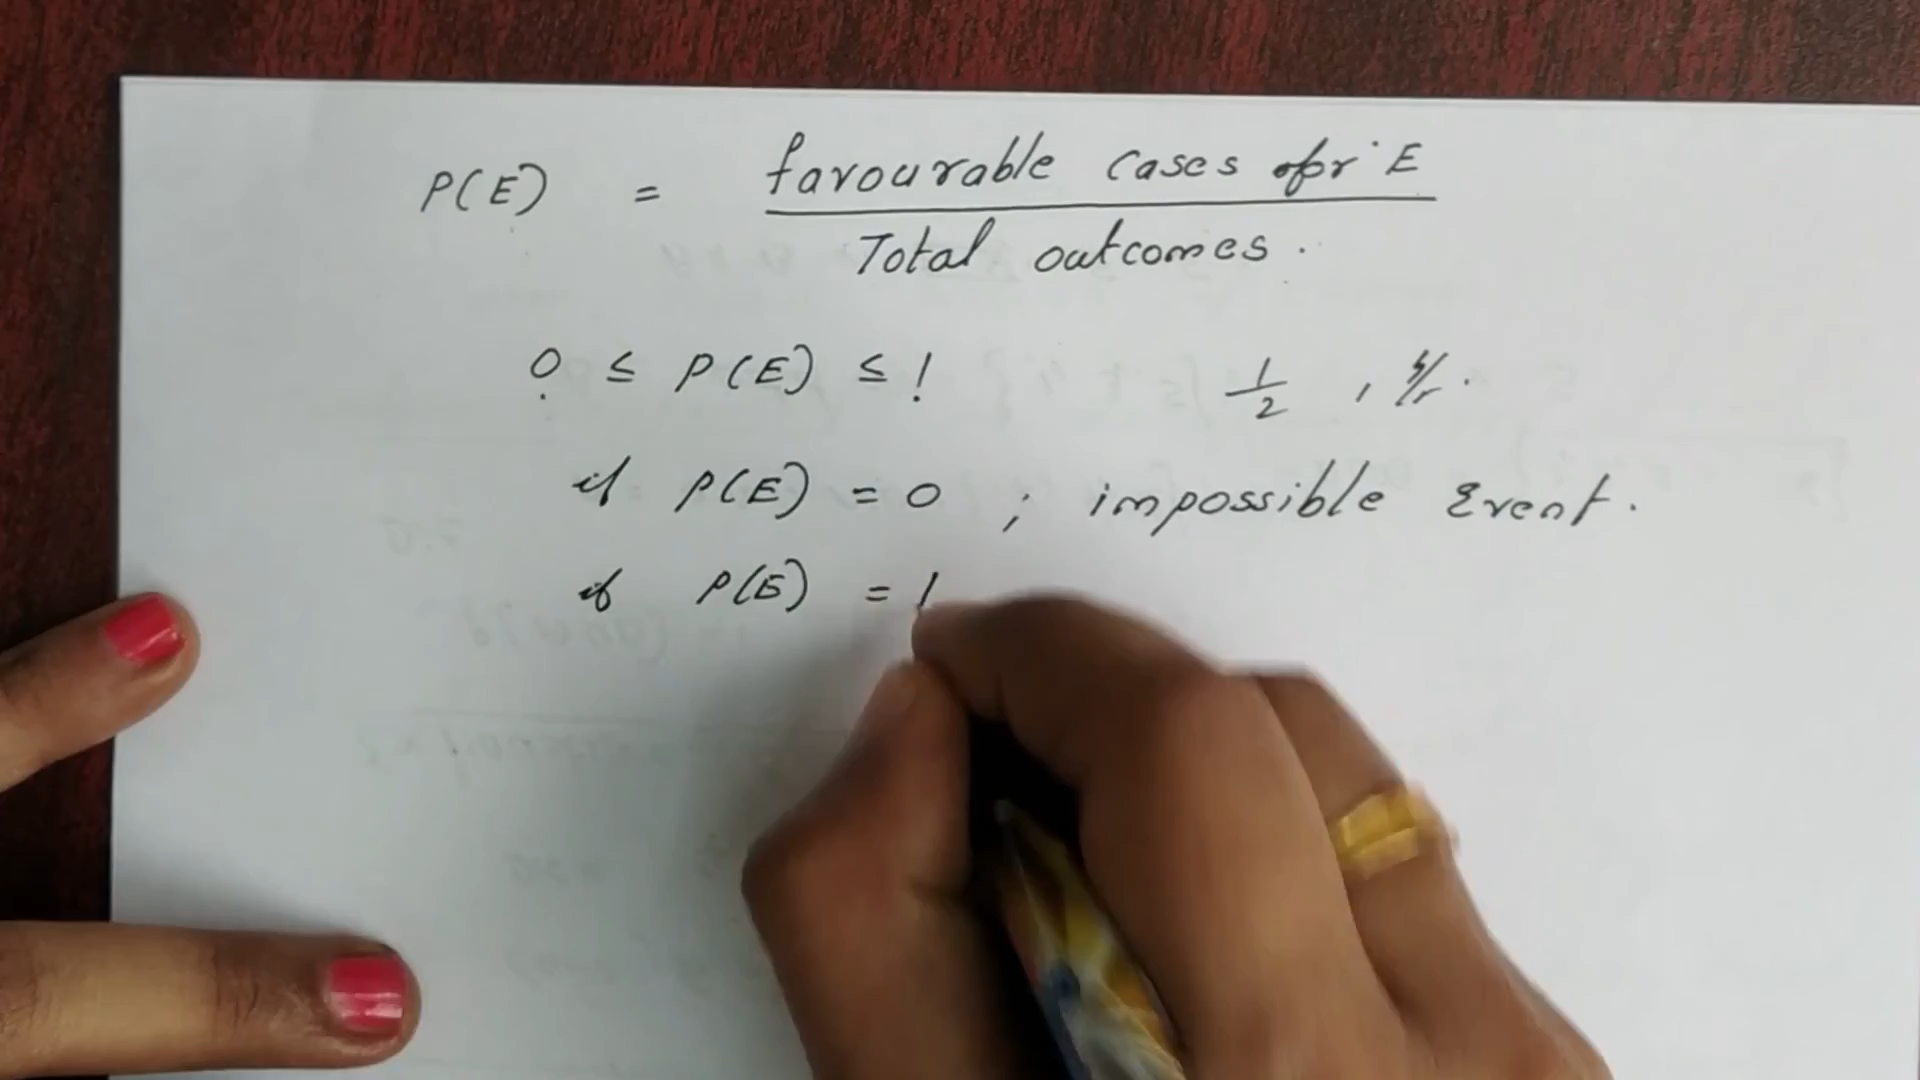 P(E) = favourable cases for E
Total outcomes.
0 ≤ P(E) ≤ 1 1/2 ,
if P(E) = 0 ; impossible Event.
if P(E) = 1